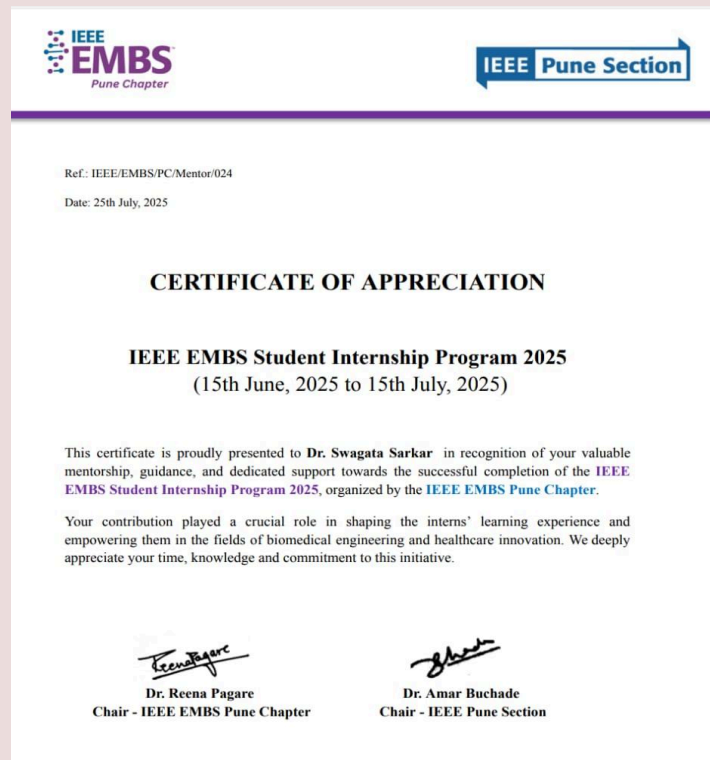 IEEE
EMBS
Pune Chapter
IEEE Pune Section
Ref.: IEEE/EMBS/PC/Mentor/024
Date: 25th July, 2025
CERTIFICATE OF APPRECIATION
IEEE EMBS Student Internship Program 2025
(15th June, 2025 to 15th July, 2025)
This certificate is proudly presented to Dr. Swagata Sarkar in recognition of your valuable
mentorship, guidance, and dedicated support towards the successful completion of the IEEE
EMBS Student Internship Program 2025, organized by the IEEE EMBS Pune Chapter.
Your contribution played a crucial role in shaping the interns’ learning experience and
empowering them in the fields of biomedical engineering and healthcare innovation. We deeply
appreciate your time, knowledge and commitment to this initiative.
ReenaPagare
Dr. Reena Pagare
Chair - IEEE EMBS Pune Chapter
Dr. Amar Buchade
Chair - IEEE Pune Section